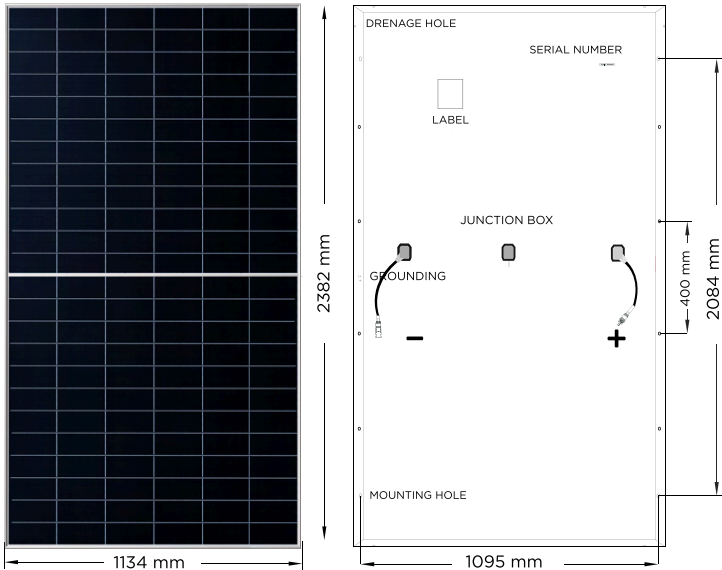 DRENAGE HOLE
SERIAL NUMBER
LABEL
JUNCTION BOX
GROUNDING
2382 mm
400 mm
2084 mm
MOUNTING HOLE
1134 mm
1095 mm